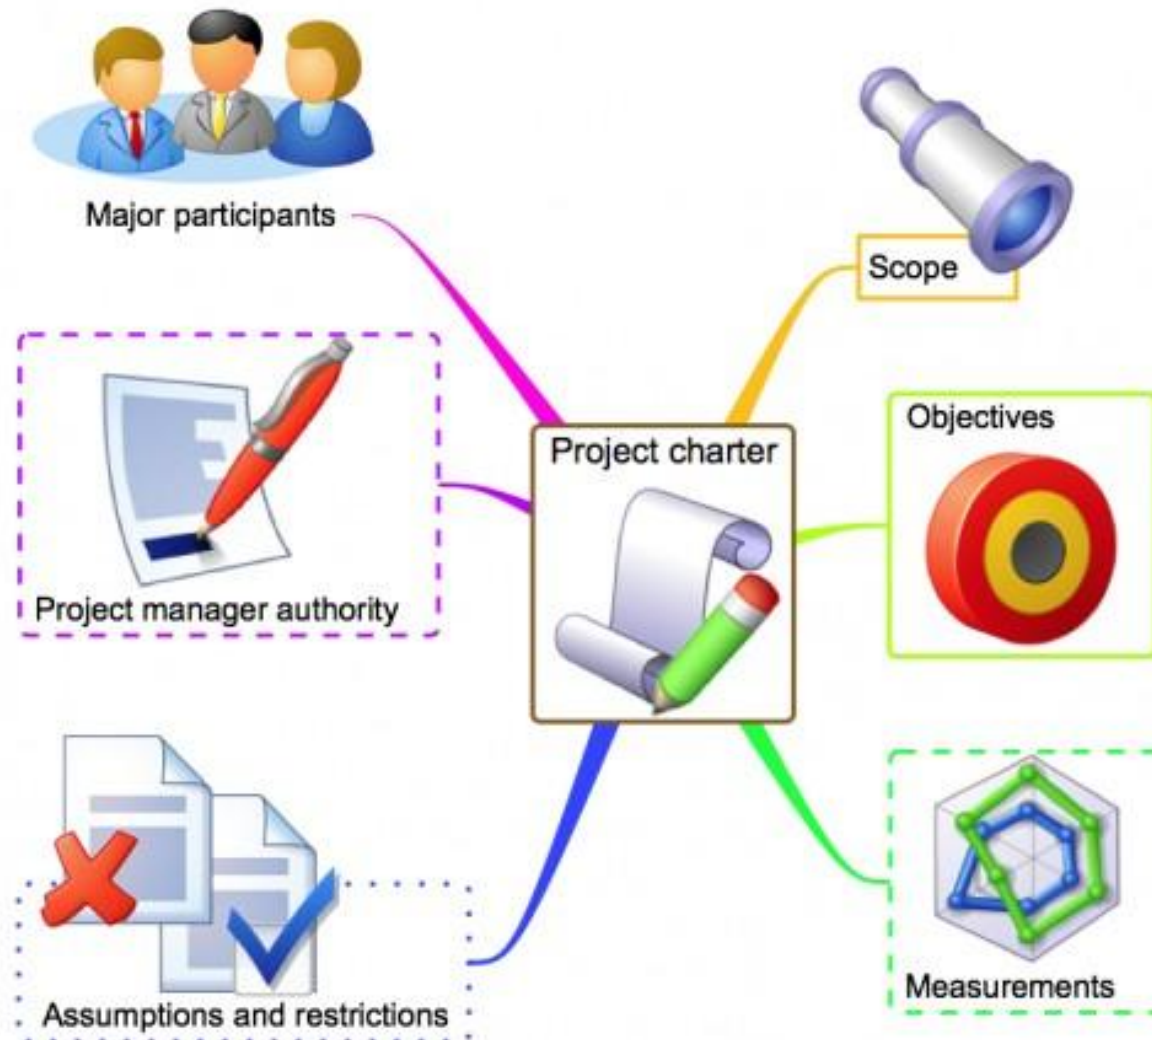 Major participants
Scope
Project manager authority
Project charter
Objectives
Assumptions and restrictions
Measurements